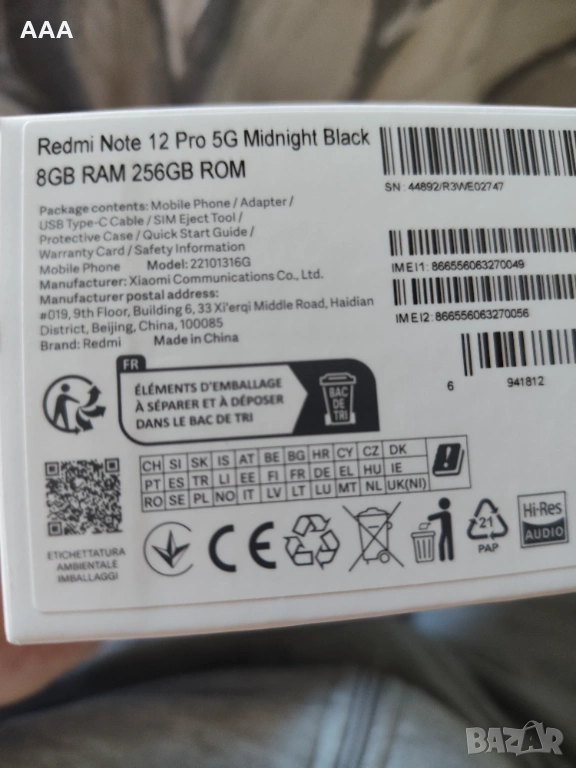 AAA
Redmi Note 12 Pro 5G Midnight Black
8GB RAM 256GB ROM
Package contents: Mobile Phone / Adapter /
USB Type-C Cable / SIM Eject Tool /
Protective Case / Quick Start Guide /
Warranty Card / Safety Information
Mobile Phone Model: 22101316G
Manufacturer: Xiaomi Communications Co., Ltd.
Manufacturer postal address:
#019, 9th Floor, Building 6, 33 Xi'erqi Middle Road, Haidian
District, Beijing, China, 100085
Brand: Redmi Made in China
SN: 44892/R3WE02747
IMEI1: 866556063270049
IMEI2: 866556063270056
6 941812
FR
ÉLÉMENTS D'EMBALLAGE
À SÉPARER ET À DÉPOSER
DANS LE BAC DE TRI
BAC
DE
TRI
CH SI SK IS AT BE BG HR CY CZ DK
PT ES TR LI EE FI FR DE EL HU IE
RO SE PL NO IT LV LT LU MT NL UK(NI)
ETICHETTATURA
AMBIENTALE
IMBALLAGGI
CE
21
PAP
Hi-Res
AUDIO
BAZAR